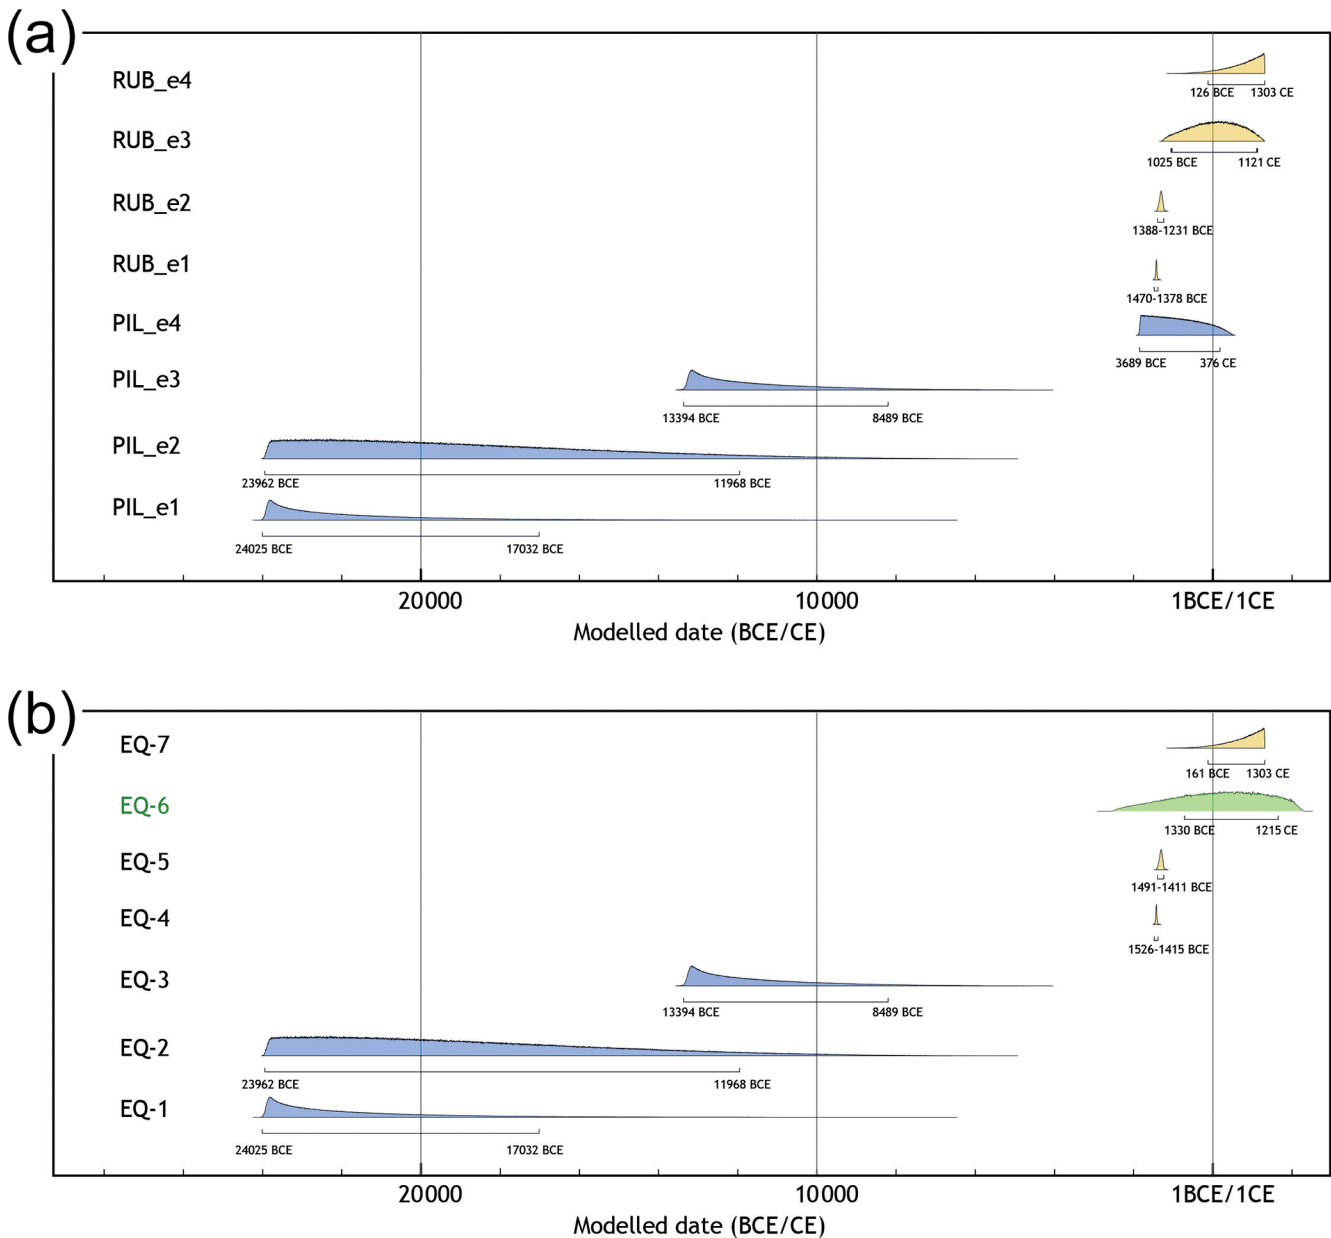 (a)
RUB_e4
126 BCE 1303 CE
RUB_e3
1025 BCE 1121 CE
RUB_e2
1388-1231 BCE
RUB_e1
1470-1378 BCE
PIL_e4
3689 BCE 376 CE
PIL_e3
13394 BCE 8489 BCE
PIL_e2
23962 BCE 11968 BCE
PIL_e1
24025 BCE 17032 BCE
20000 10000 1BCE/1CE
Modelled date (BCE/CE)
(b)
EQ-7
161 BCE 1303 CE
EQ-6
1330 BCE 1215 CE
EQ-5
1491-1411 BCE
EQ-4
1526-1415 BCE
EQ-3
13394 BCE 8489 BCE
EQ-2
23962 BCE 11968 BCE
EQ-1
24025 BCE 17032 BCE
20000 10000 1BCE/1CE
Modelled date (BCE/CE)